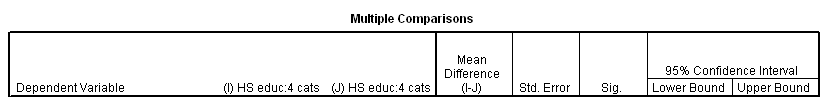 Multiple Comparisons
Mean
Difference
95% Confidence Interval
Dependent Variable (I) HS educ:4 cats (J) HS educ:4 cats (I-J) Std. Error Sig. Lower Bound Upper Bound